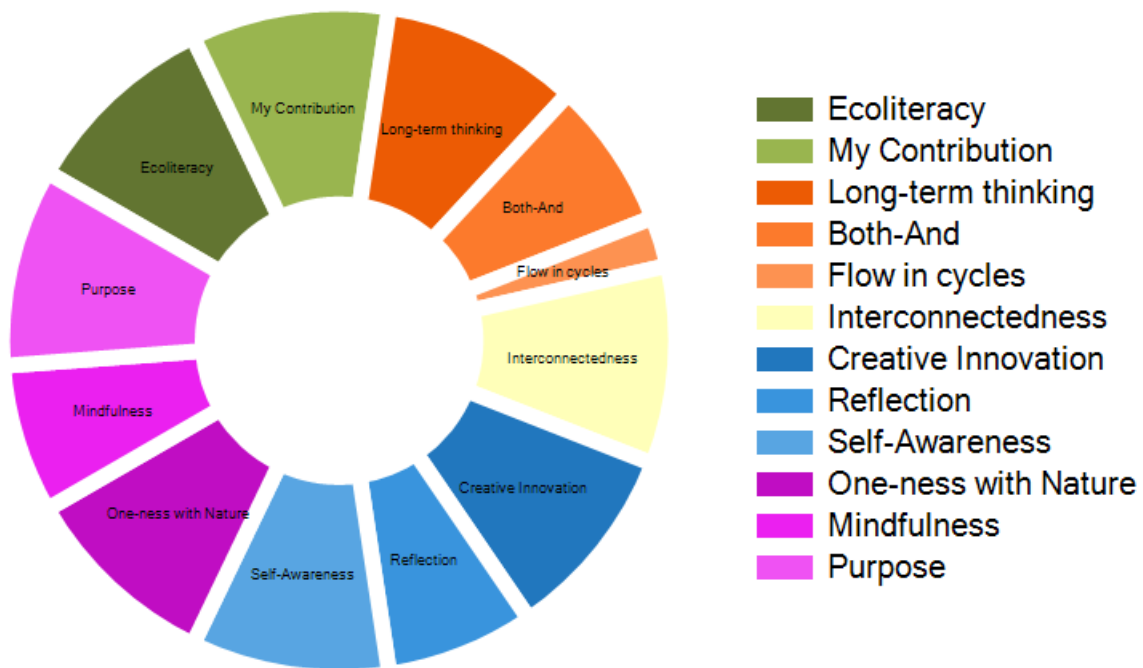 My Contribution
Long-term thinking
Ecoliteracy
Both-And
Flow in cycles
Purpose
Interconnectedness
Mindfulness
Creative Innovation
One-ness with Nature
Reflection
Self-Awareness
Ecoliteracy
My Contribution
Long-term thinking
Both-And
Flow in cycles
Interconnectedness
Creative Innovation
Reflection
Self-Awareness
One-ness with Nature
Mindfulness
Purpose